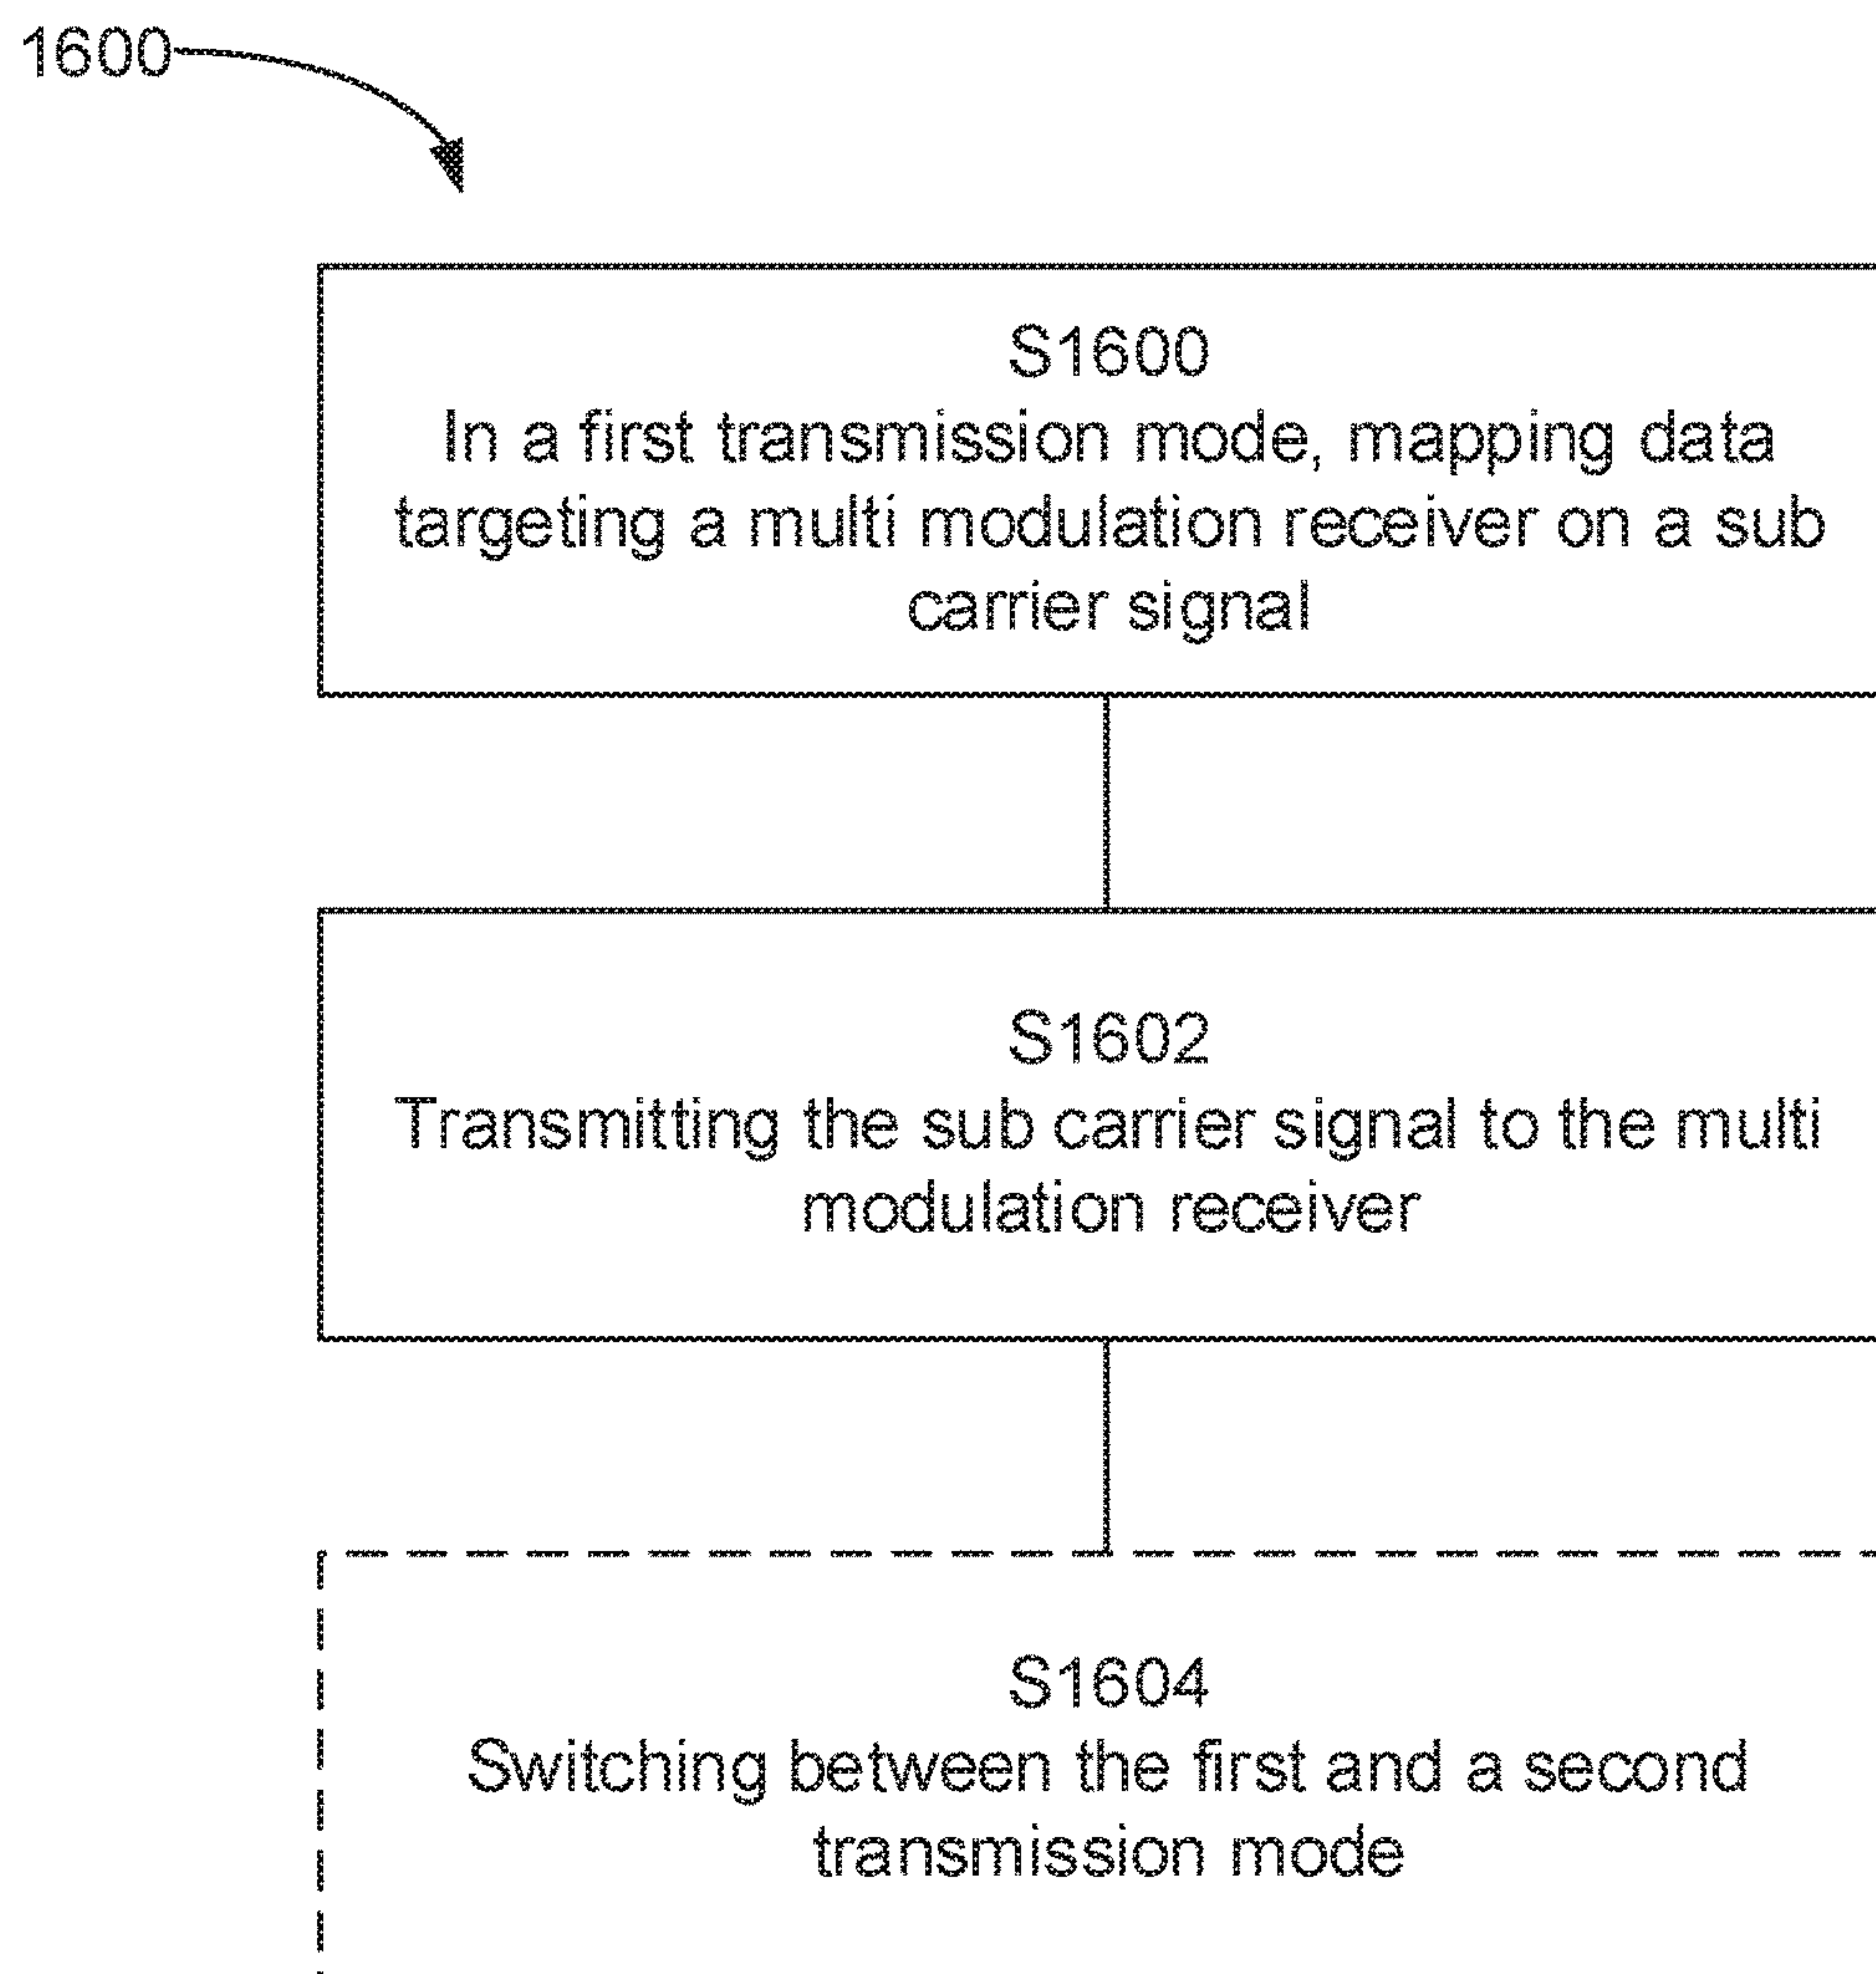 1600
S1600
In a first transmission mode, mapping data
targeting a multi modulation receiver on a sub
carrier signal
S1602
Transmitting the sub carrier signal to the multi
modulation receiver
S1604
Switching between the first and a second
transmission mode